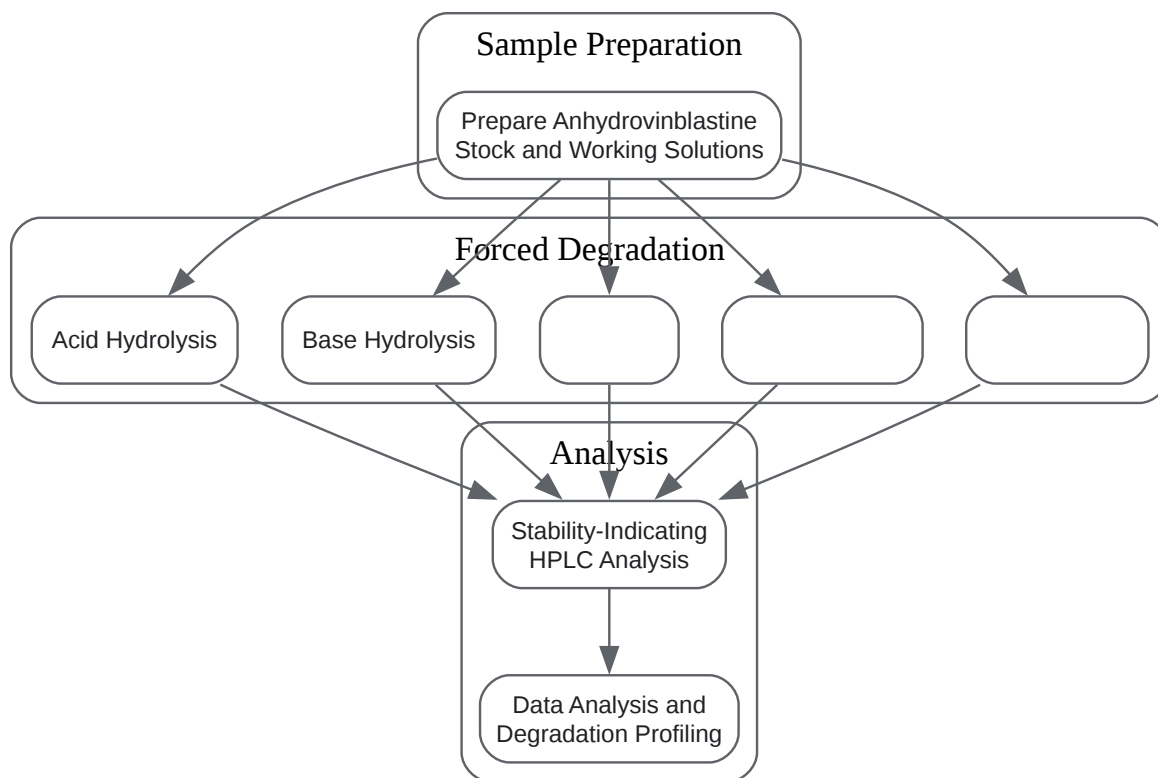 Sample Preparation
Prepare Anhydrovinblastine
Stock and Working Solutions
Forced Degradation
Acid Hydrolysis
Base Hydrolysis
Analysis
Stability-Indicating
HPLC Analysis
Data Analysis and
Degradation Profiling